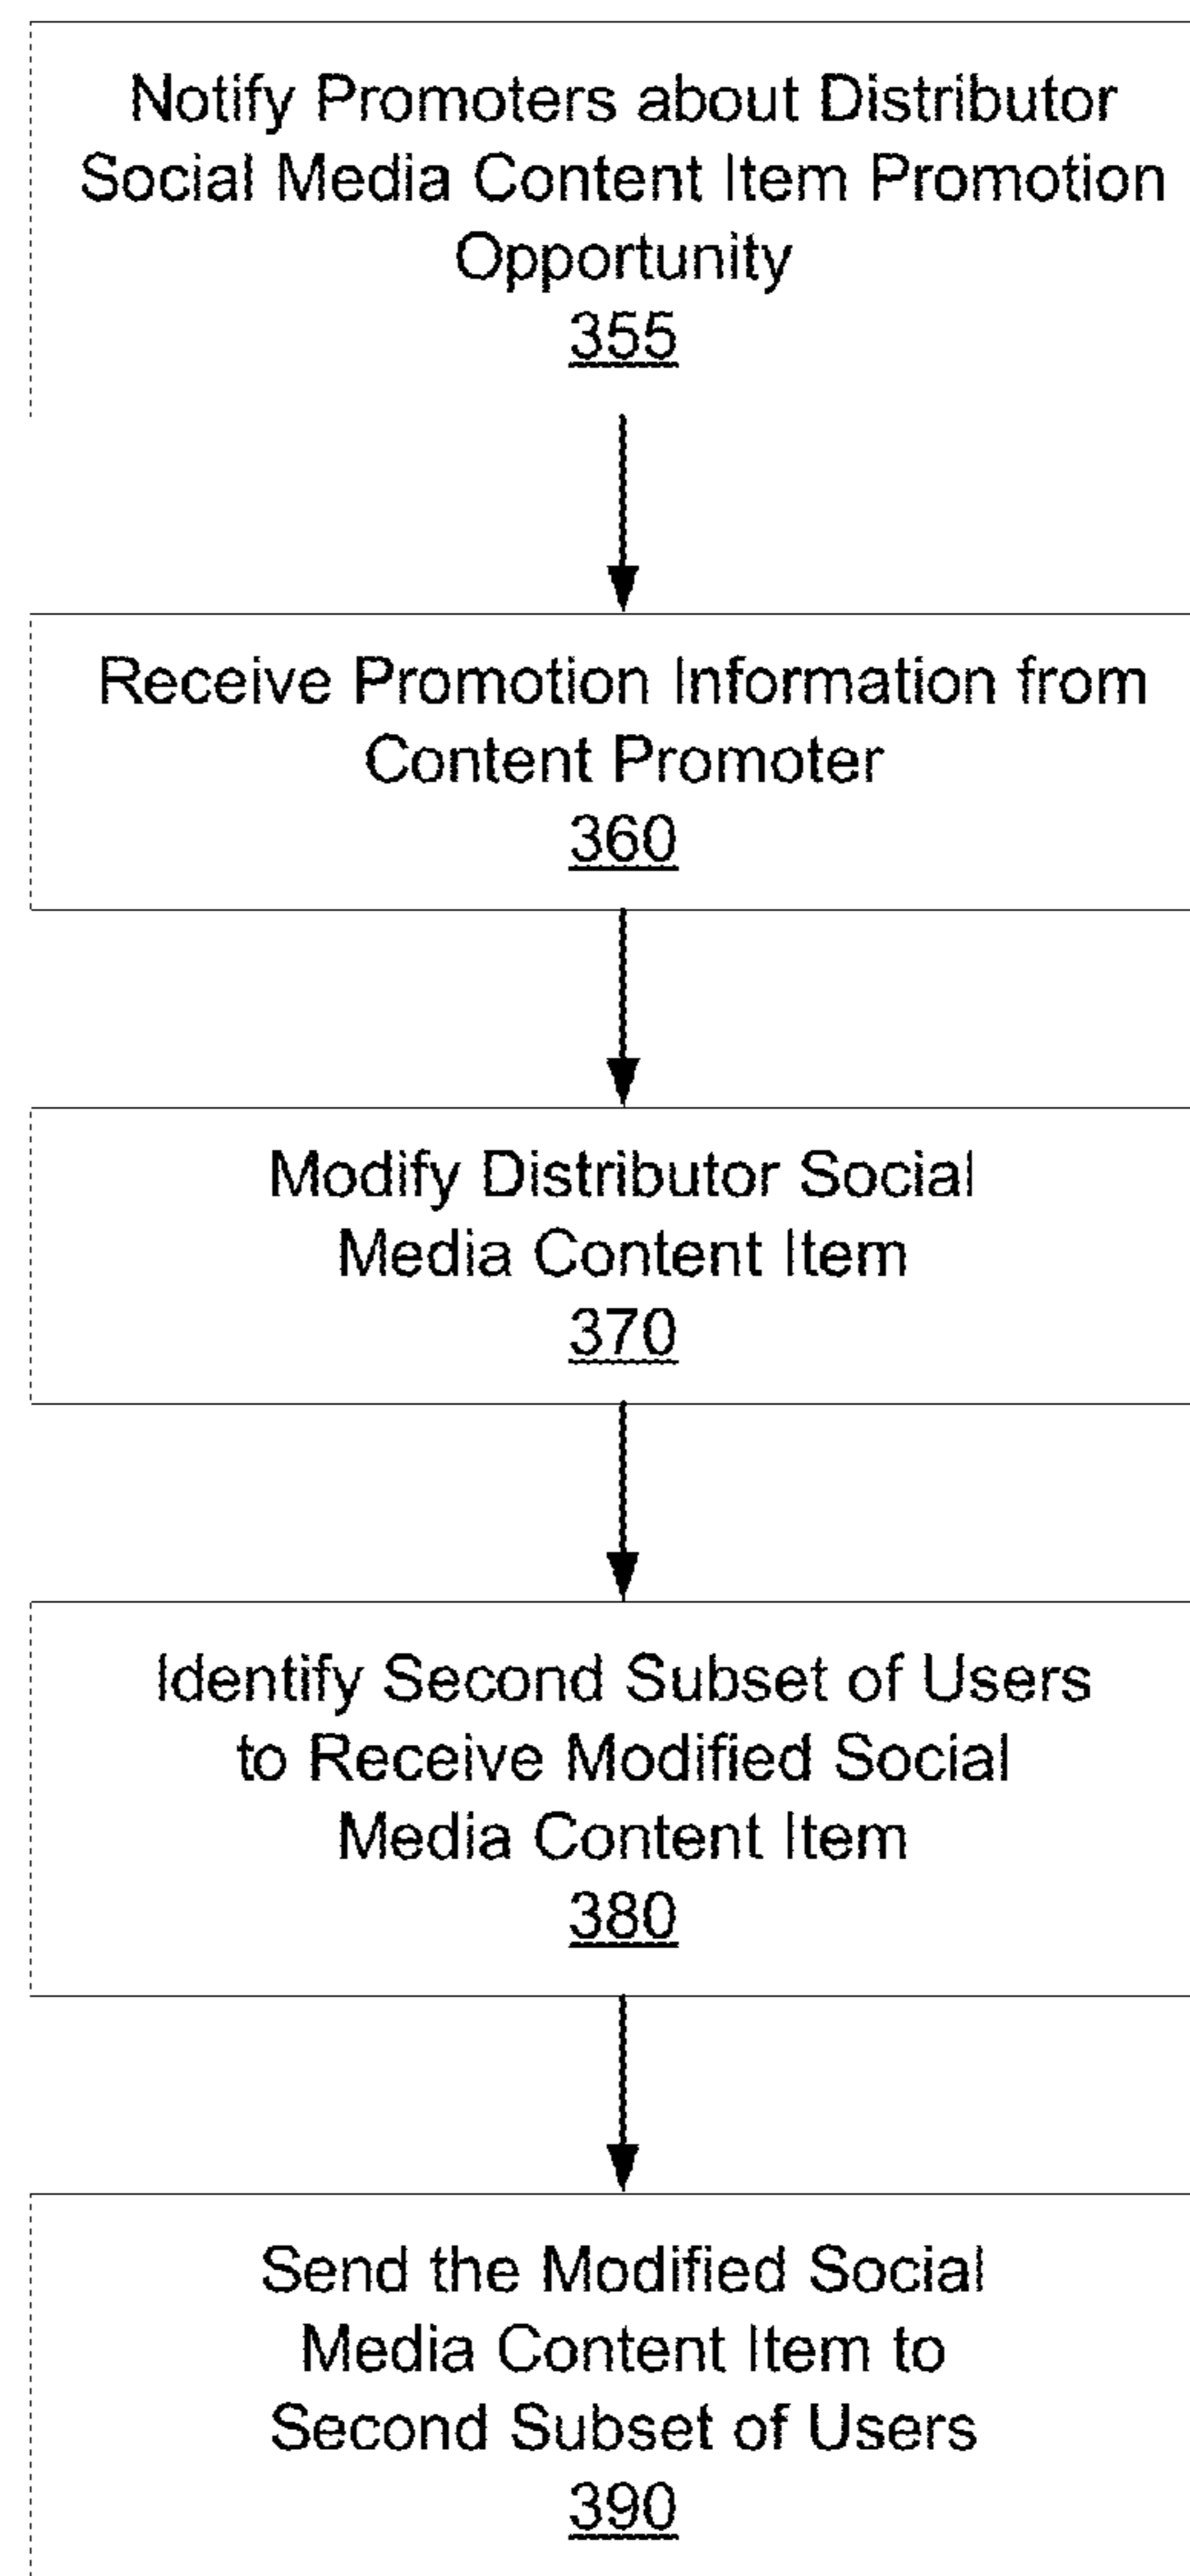 Notify Promoters about Distributor
Social Media Content Item Promotion
Opportunity
355
Receive Promotion Information from
Content Promoter
360
Modify Distributor Social
Media Content Item
370
Identify Second Subset of Users
to Receive Modified Social
Media Content Item
380
Send the Modified Social
Media Content Item to
Second Subset of Users
390